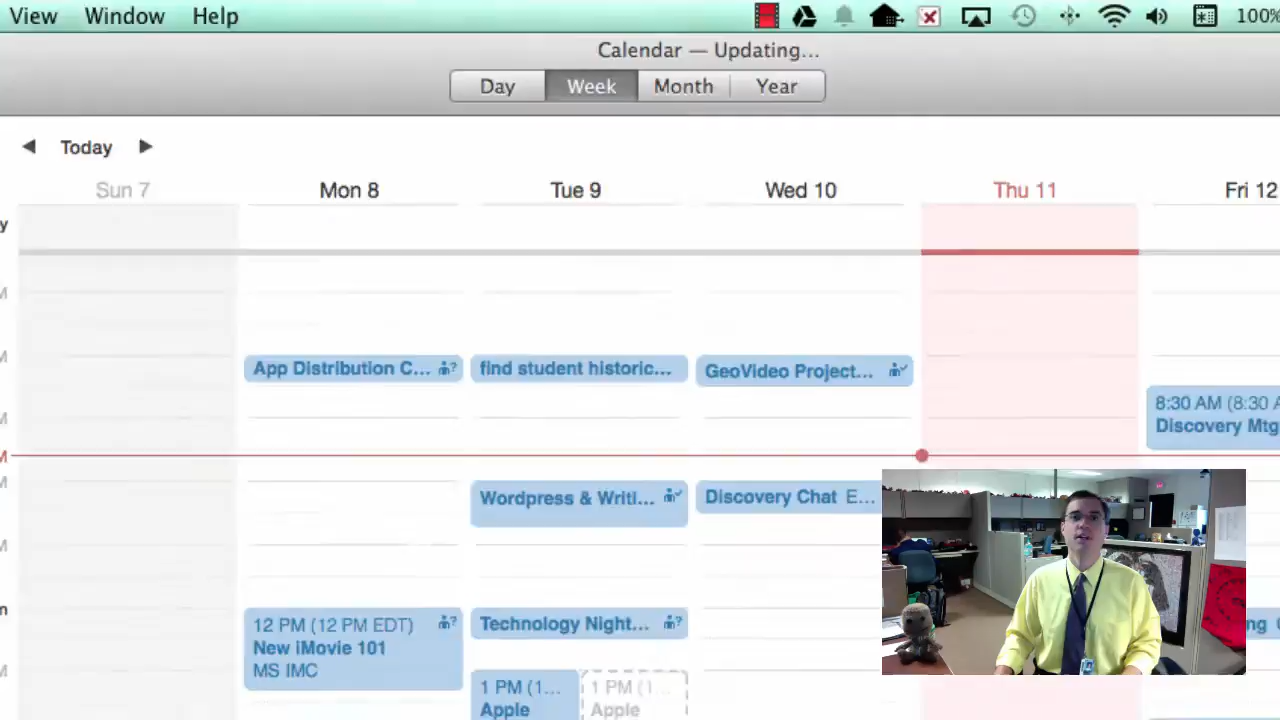 View Window Help 100%
Calendar — Updating...
Day Week Month Year
Today
Sun 7 Mon 8 Tue 9 Wed 10 Thu 11 Fri 12
App Distribution C... find student historic... GeoVideo Project...
8:30 AM (8:30 A
Discovery Mtg
Wordpress & Writi... Discovery Chat E...
12 PM (12 PM EDT)
New iMovie 101
MS IMC
Technology Night...
ng
1 PM (1... 1 PM (1...
Apple Apple